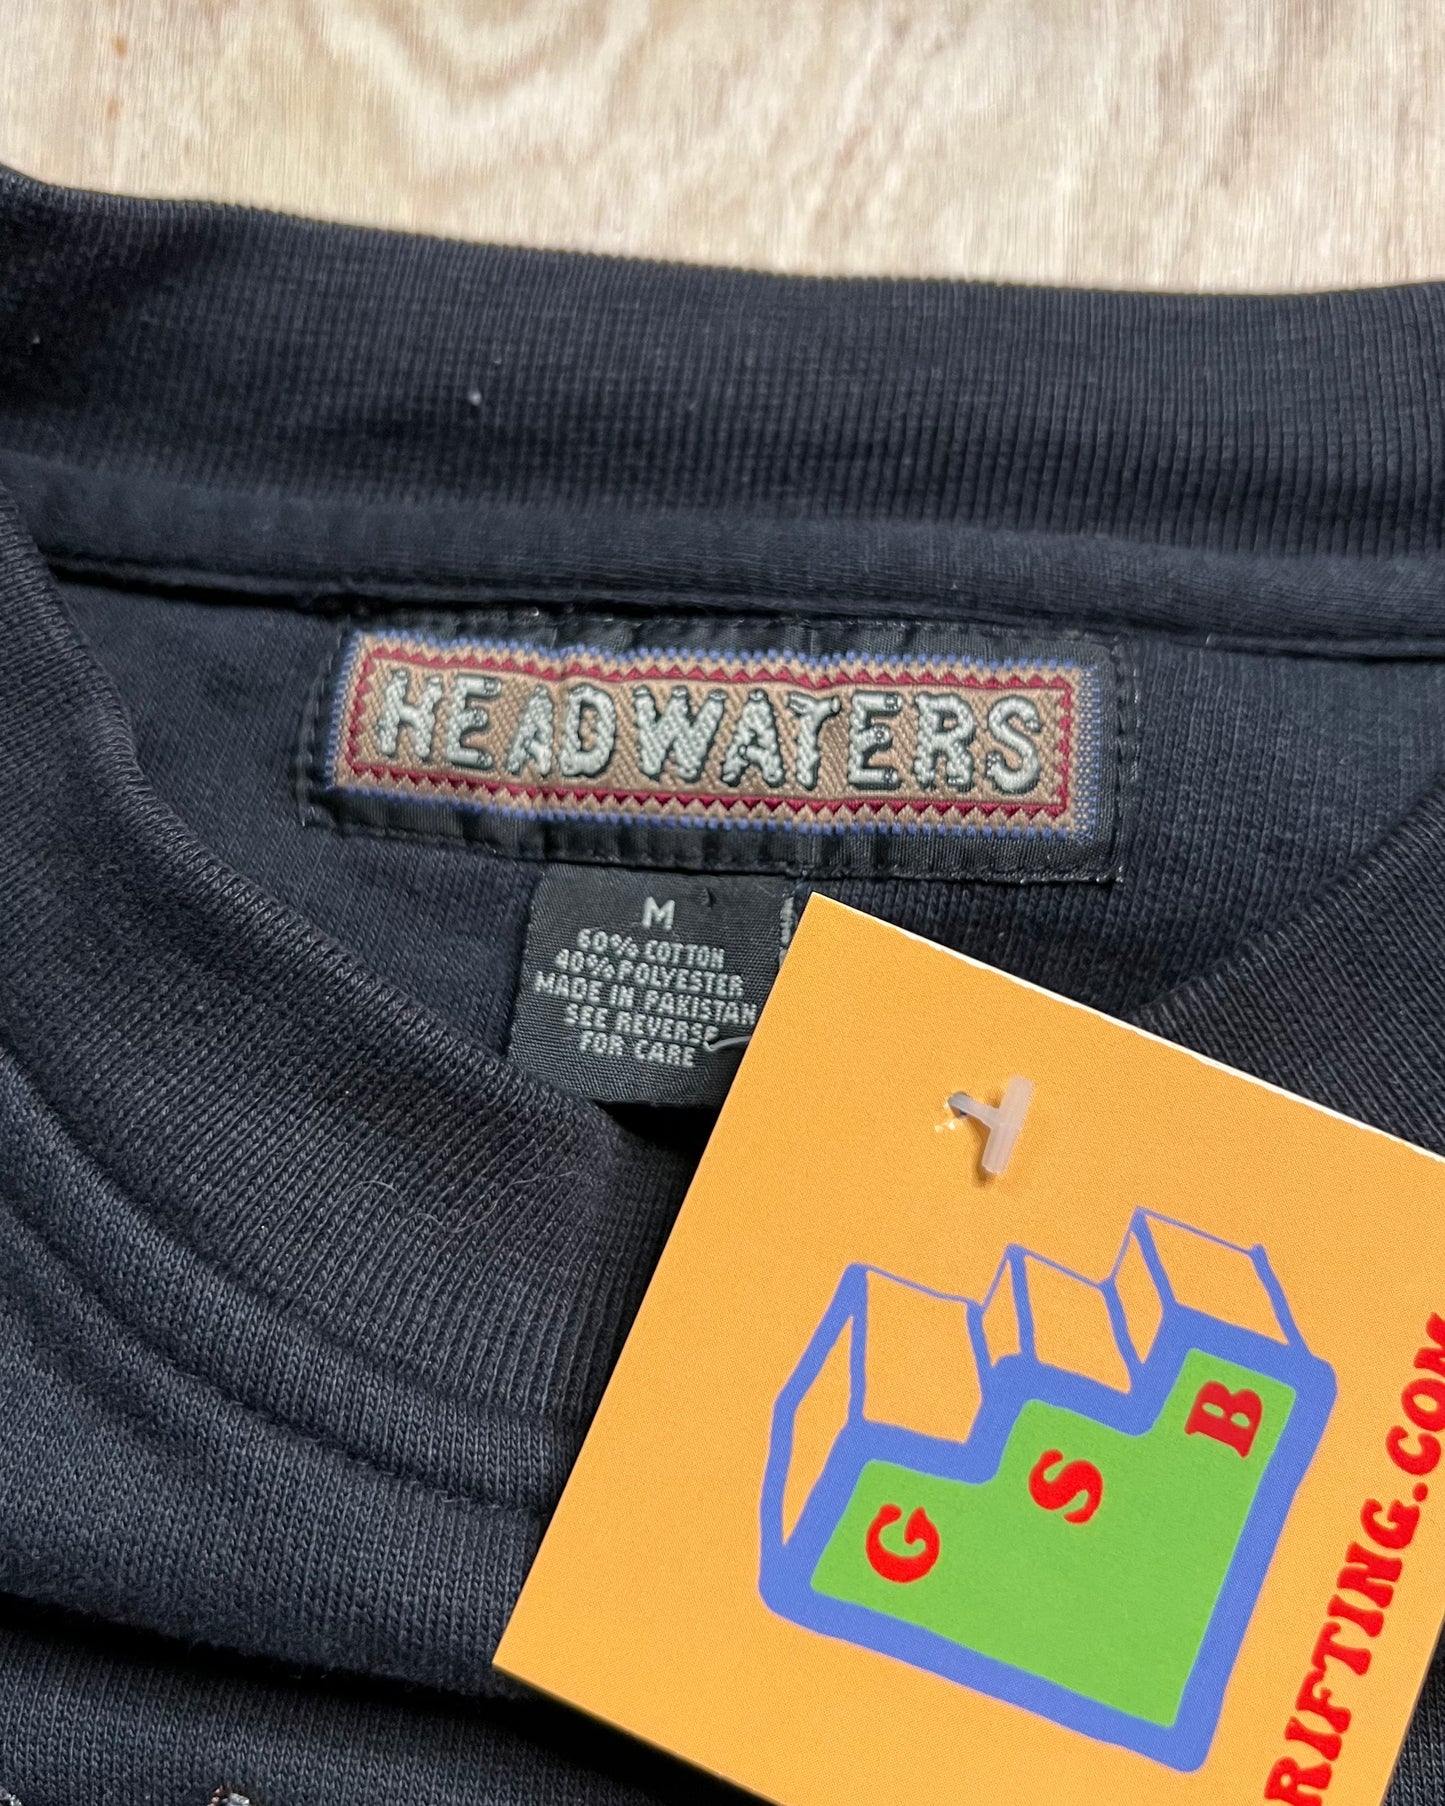 HEADWATERS
M
60% COTTON
40% POLYESTER
MADE IN PAKISTAN
SEE REVERSE
FOR CARE
G S B
RIFTING.COM